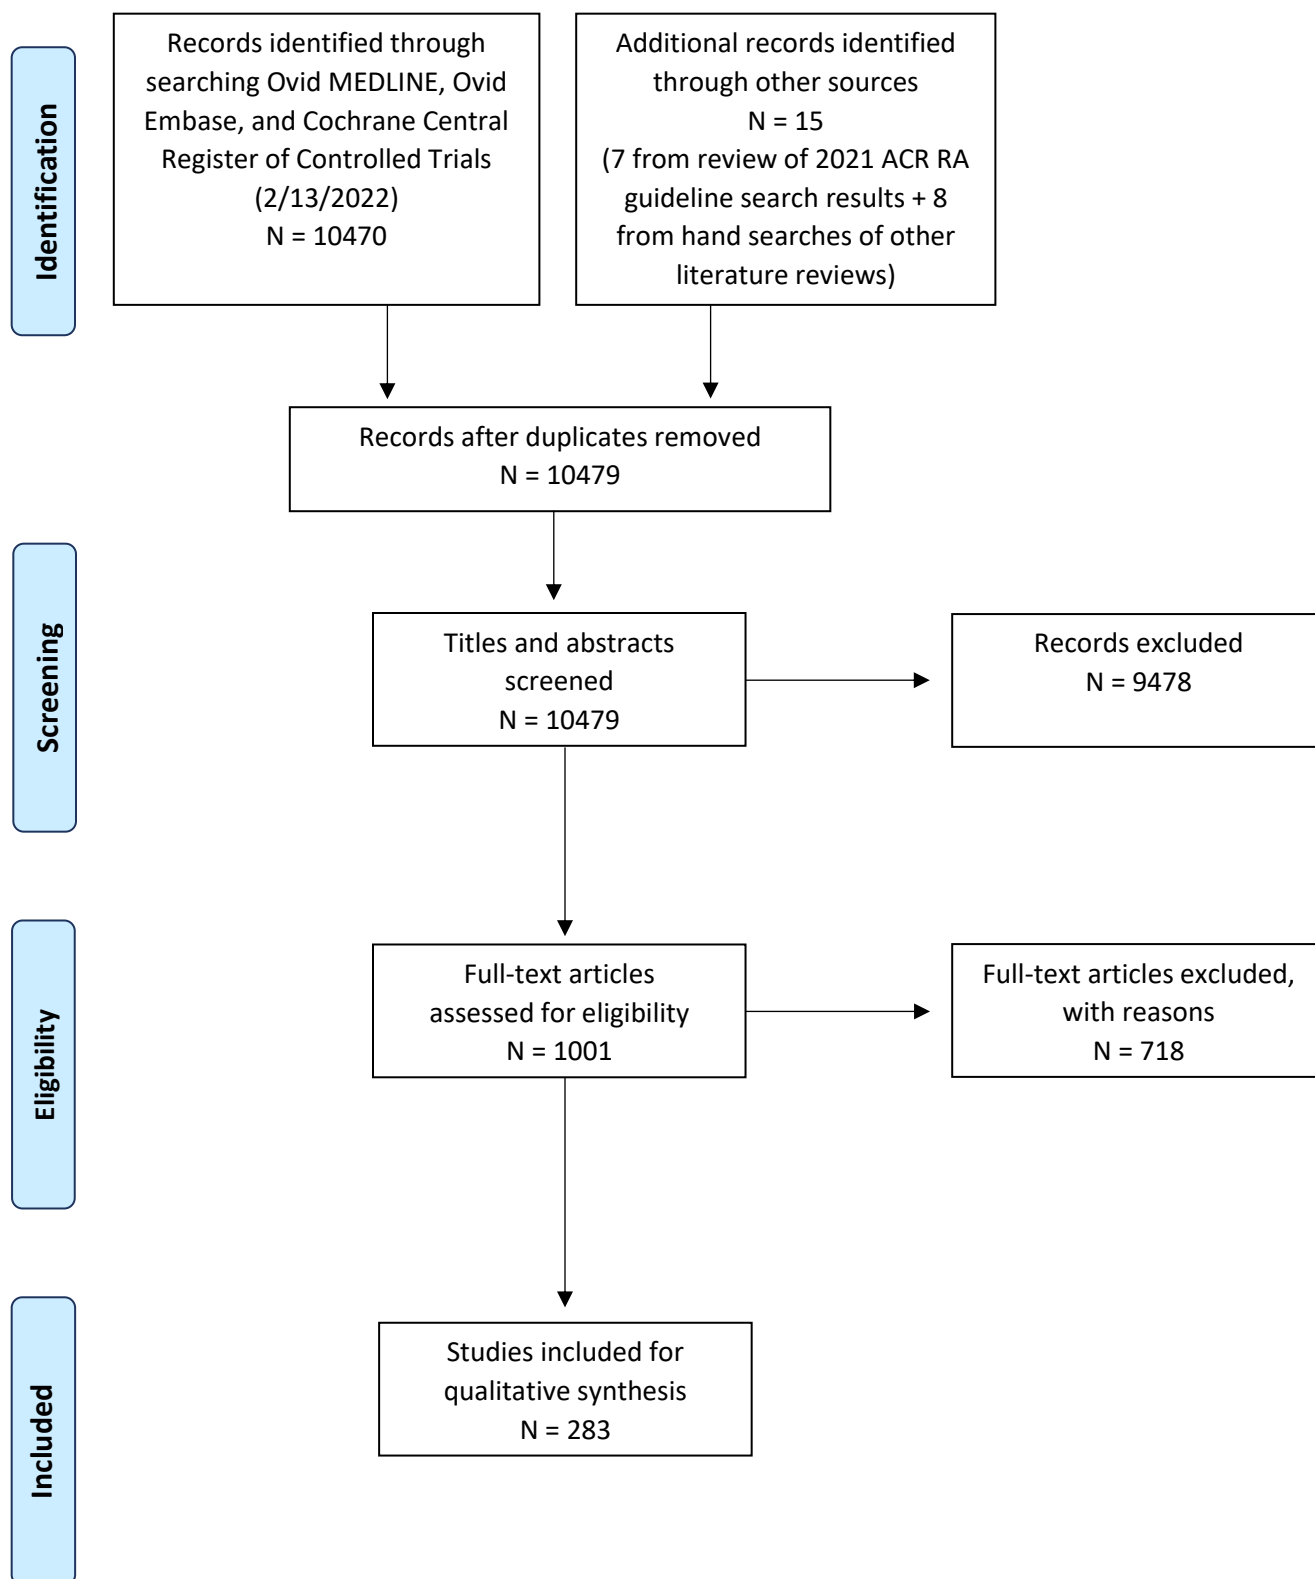 Identification
Records identified through
searching Ovid MEDLINE, Ovid
Embase, and Cochrane Central
Register of Controlled Trials
(2/13/2022)
N = 10470
Additional records identified
through other sources
N = 15
(7 from review of 2021 ACR RA
guideline search results + 8
from hand searches of other
literature reviews)
Records after duplicates removed
N = 10479
Screening
Titles and abstracts
screened
N = 10479
Records excluded
N = 9478
Eligibility
Full-text articles
assessed for eligibility
N = 1001
Full-text articles excluded,
with reasons
N = 718
Included
Studies included for
qualitative synthesis
N = 283